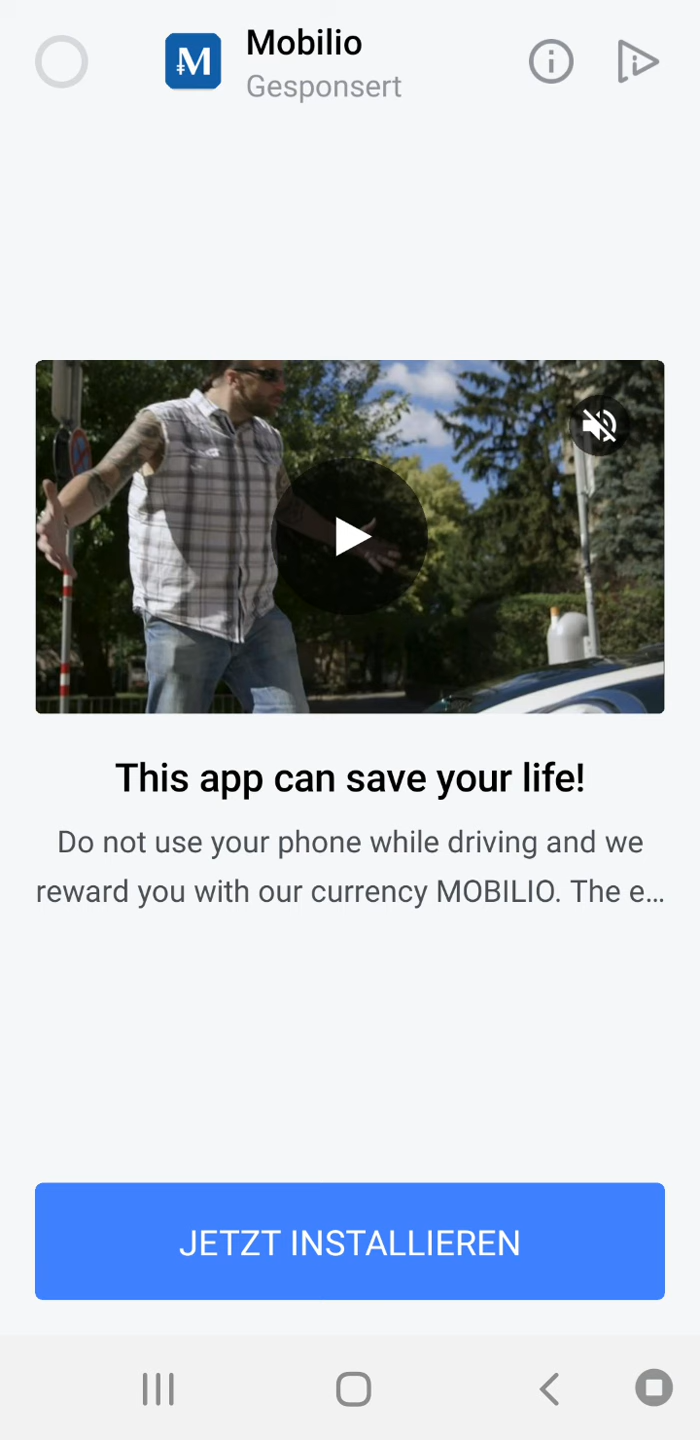 Mobilio
Gesponsert
This app can save your life!
Do not use your phone while driving and we
reward you with our currency MOBILIO. The e…
JETZT INSTALLIEREN